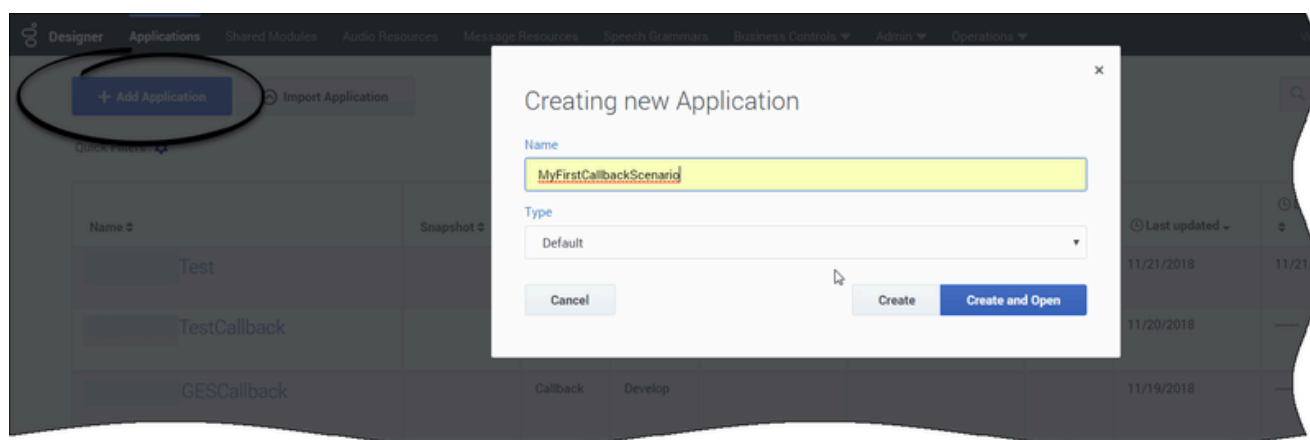 Designer Applications Shared Modules Audio Resources Message Resources Speech Grammars Business Controls Admin Operations
+ Add Application Import Application
Quick Filters
Creating new Application
×
Name
MyFirstCallbackScenario
Type
Default
Cancel Create Create and Open
Name Snapshot Last updated
Test 11/21/2018
TestCallback 11/20/2018
GESCallback Callback Develop 11/19/2018